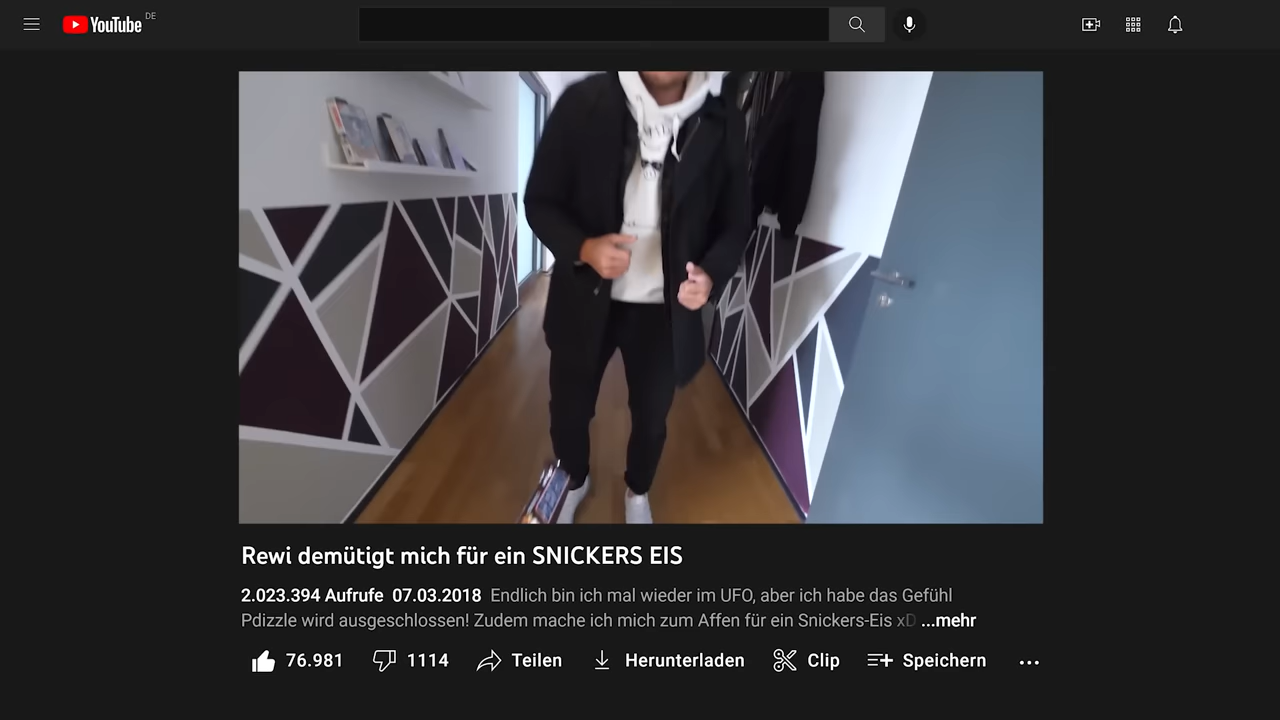 YouTube DE
Rewi demütigt mich für ein SNICKERS EIS
2.023.394 Aufrufe 07.03.2018 Endlich bin ich mal wieder im UFO, aber ich habe das Gefühl
Pdizzle wird ausgeschlossen! Zudem mache ich mich zum Affen für ein Snickers-Eis xD ...mehr
76.981 1114 Teilen Herunterladen Clip Speichern